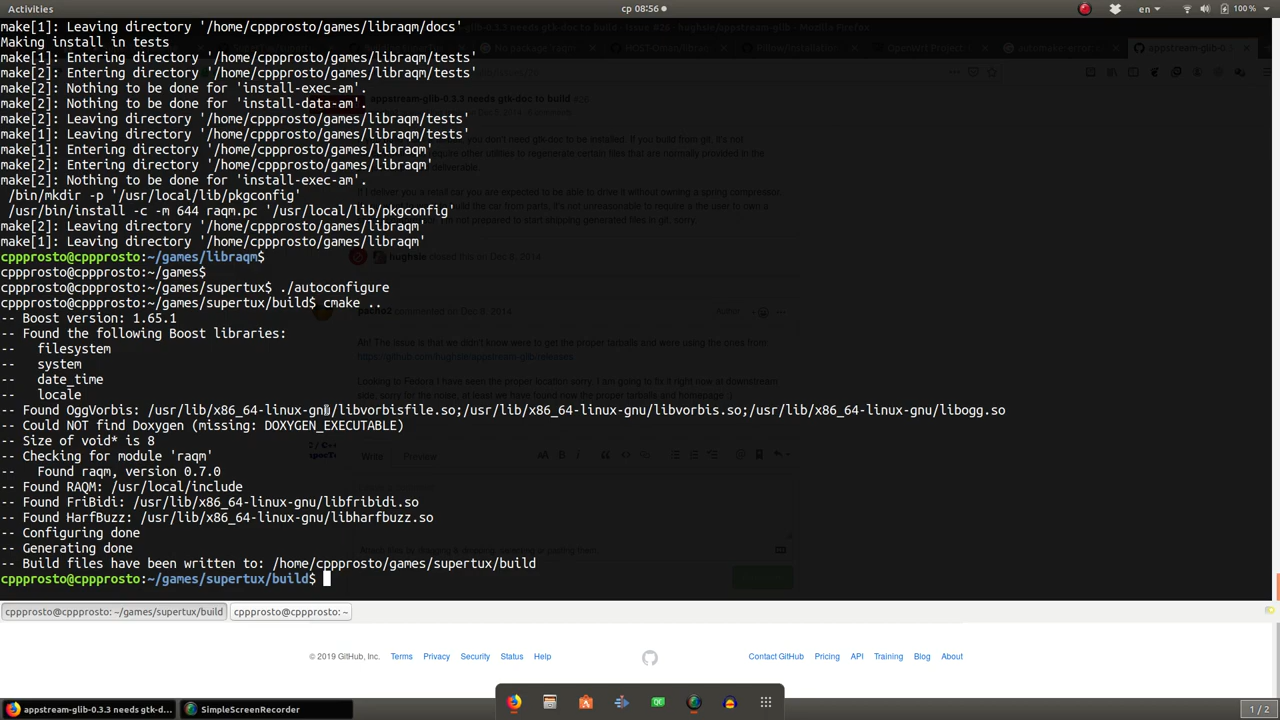 Activities
ср 08:56
en
100 %
make[1]: Leaving directory '/home/cppprosto/games/libraqm/docs'
Making install in tests
make[1]: Entering directory '/home/cppprosto/games/libraqm/tests'
make[2]: Entering directory '/home/cppprosto/games/libraqm/tests'
make[2]: Nothing to be done for 'install-exec-am'.
make[2]: Nothing to be done for 'install-data-am'.
make[2]: Leaving directory '/home/cppprosto/games/libraqm/tests'
make[1]: Leaving directory '/home/cppprosto/games/libraqm/tests'
make[1]: Entering directory '/home/cppprosto/games/libraqm'
make[2]: Entering directory '/home/cppprosto/games/libraqm'
make[2]: Nothing to be done for 'install-exec-am'.
/bin/mkdir -p '/usr/local/lib/pkgconfig'
/usr/bin/install -c -m 644 raqm.pc '/usr/local/lib/pkgconfig'
make[2]: Leaving directory '/home/cppprosto/games/libraqm'
make[1]: Leaving directory '/home/cppprosto/games/libraqm'
cppprosto@cppprosto:~/games/libraqm$
cppprosto@cppprosto:~/games$
cppprosto@cppprosto:~/games/supertux$ ./autoconfigure
cppprosto@cppprosto:~/games/supertux/build$ cmake ..
-- Boost version: 1.65.1
-- Found the following Boost libraries:
--   filesystem
--   system
--   date_time
--   locale
-- Found OggVorbis: /usr/lib/x86_64-linux-gnu/libvorbisfile.so;/usr/lib/x86_64-linux-gnu/libvorbis.so;/usr/lib/x86_64-linux-gnu/libogg.so
-- Could NOT find Doxygen (missing: DOXYGEN_EXECUTABLE)
-- Size of void* is 8
-- Checking for module 'raqm'
--   Found raqm, version 0.7.0
-- Found RAQM: /usr/local/include
-- Found FriBidi: /usr/lib/x86_64-linux-gnu/libfribidi.so
-- Found HarfBuzz: /usr/lib/x86_64-linux-gnu/libharfbuzz.so
-- Configuring done
-- Generating done
-- Build files have been written to: /home/cppprosto/games/supertux/build
cppprosto@cppprosto:~/games/supertux/build$
cppprosto@cppprosto: ~/games/supertux/build
cppprosto@cppprosto: ~
© 2019 GitHub, Inc. Terms Privacy Security Status Help
Contact GitHub Pricing API Training Blog About
appstream-glib-0.3.3 needs gtk-d...
SimpleScreenRecorder
1 / 2